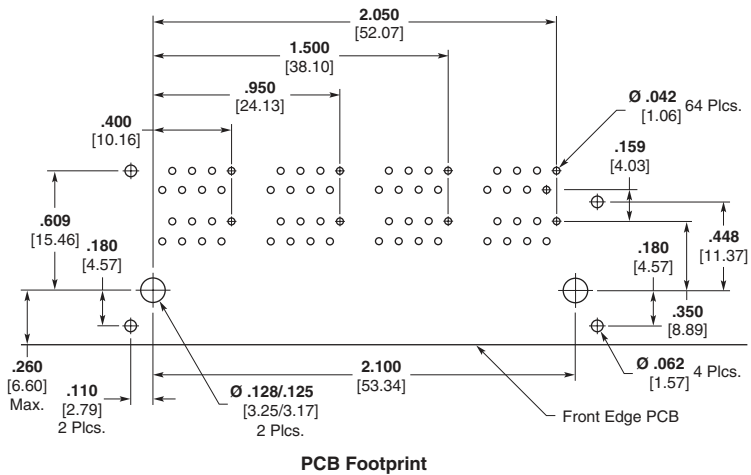 2.050
[52.07]
1.500
[38.10]
.950
[24.13]
.400
[10.16]
Ø .042
[1.06]
64 Plcs.
.159
[4.03]
.609
[15.46]
.180
[4.57]
.448
[11.37]
.180
[4.57]
.350
[8.89]
.260
[6.60]
Max.
.110
[2.79]
2 Plcs.
Ø .128/.125
[3.25/3.17]
2 Plcs.
2.100
[53.34]
Ø .062
[1.57]
4 Plcs.
Front Edge PCB
PCB Footprint